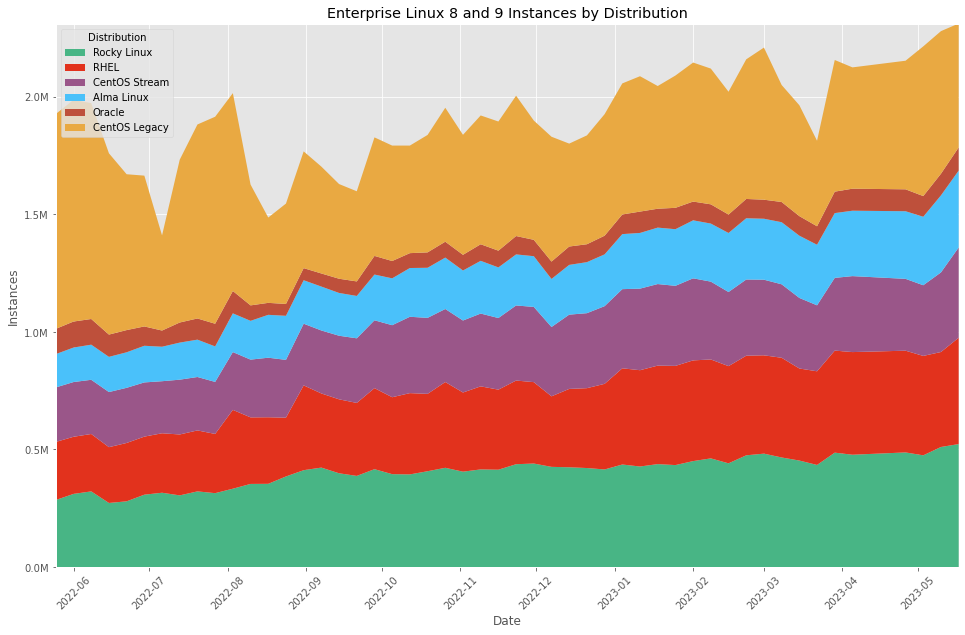 Enterprise Linux 8 and 9 Instances by Distribution
Distribution
Rocky Linux
RHEL
CentOS Stream
Alma Linux
Oracle
CentOS Legacy
2.0M
1.5M
1.0M
0.5M
0.0M
Instances
2022-06
2022-07
2022-08
2022-09
2022-10
2022-11
2022-12
2023-01
2023-02
2023-03
2023-04
2023-05
Date